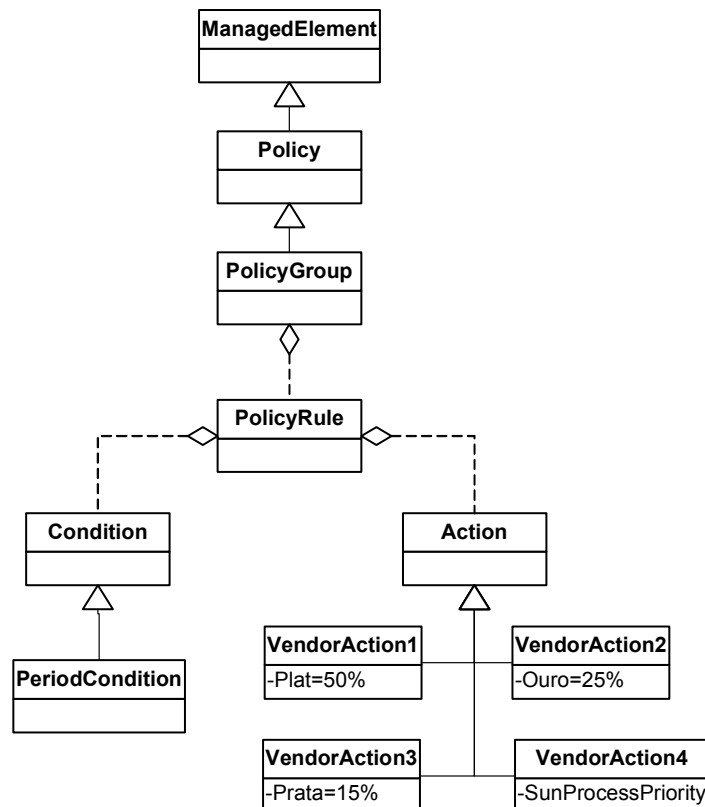 ManagedElement
Policy
PolicyGroup
PolicyRule
Condition
Action
VendorAction1
-Plat=50%
VendorAction2
-Ouro=25%
PeriodCondition
VendorAction3
-Prata=15%
VendorAction4
-SunProcessPriority